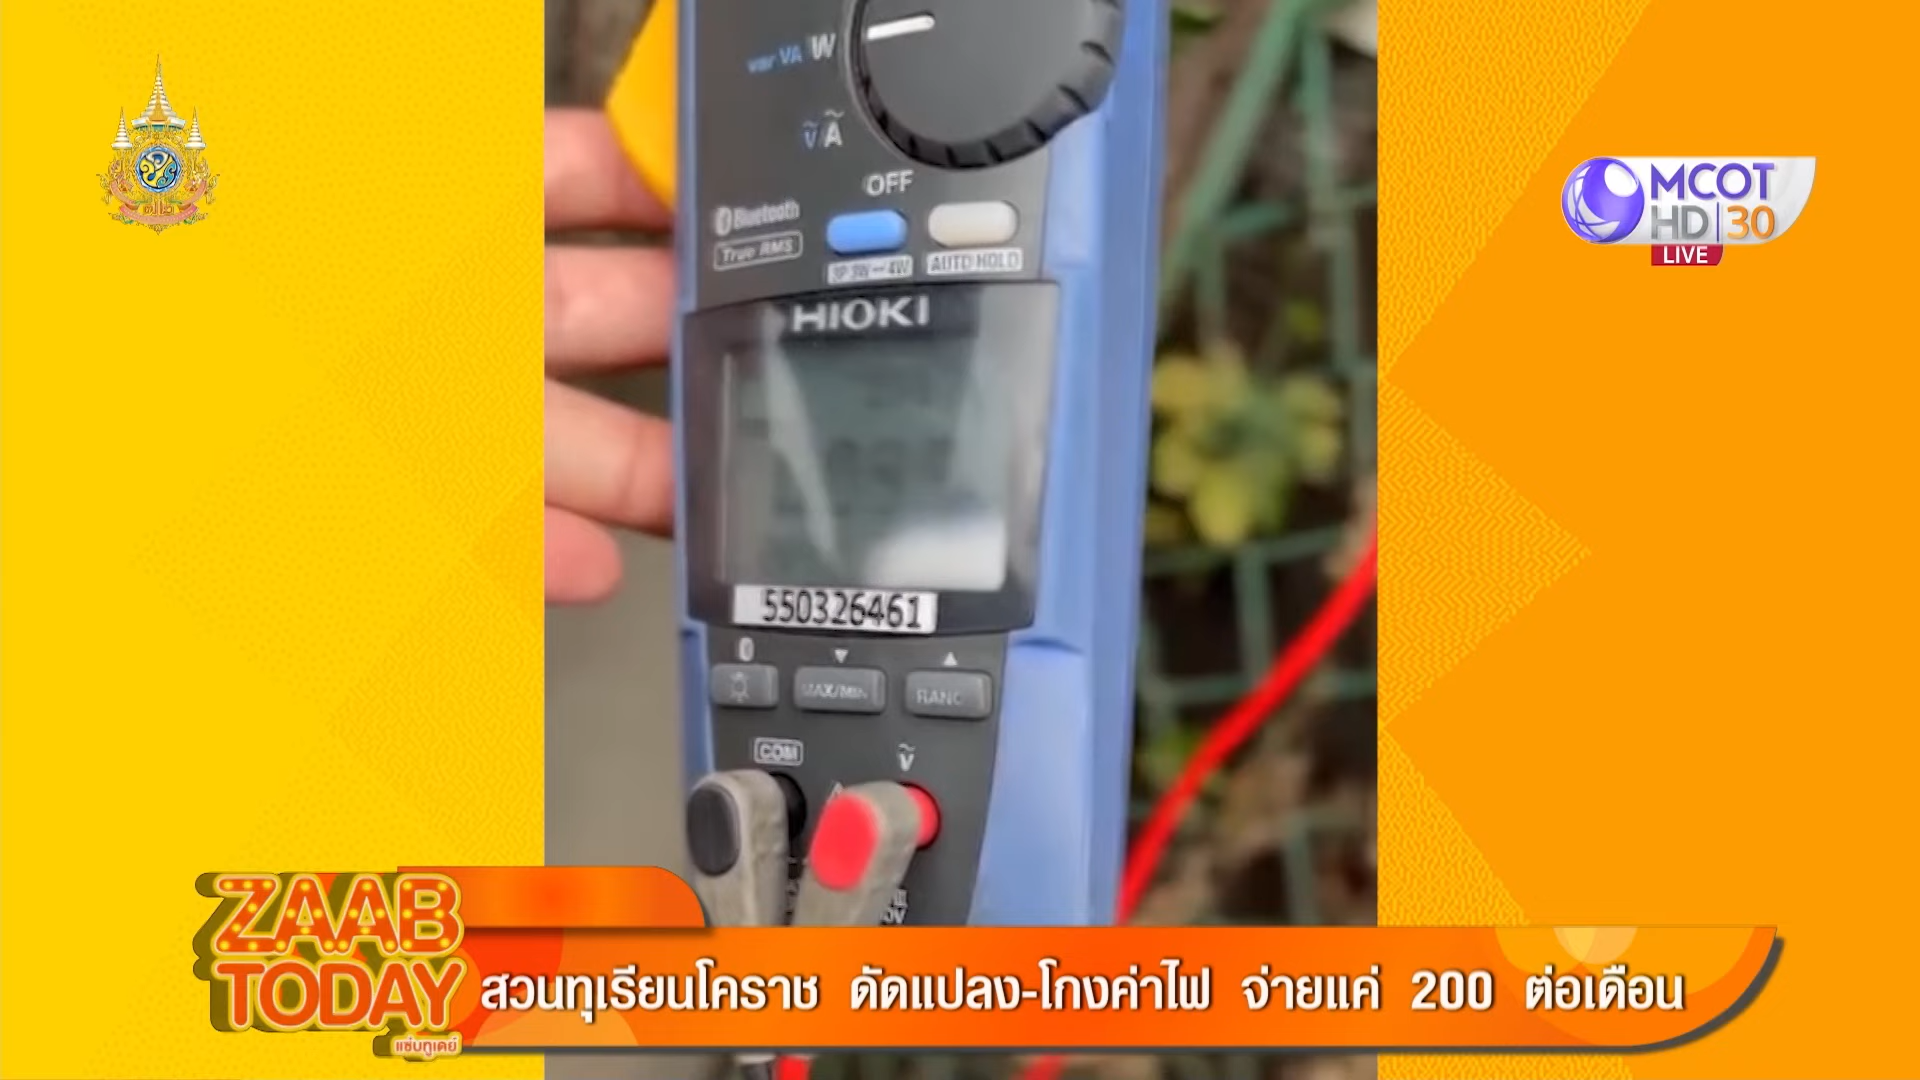 ๗๒
MCOT
HD 30
LIVE
var VA W
ṽ/Ã
OFF
Bluetooth
True RMS
AUTO HOLD
HIOKI
550326461
MAX/MIN
COM
ṽ
ZAAB
TODAY
แซ่บทูเดย์
สวนทุเรียนโคราช ดัดแปลง-โกงค่าไฟ จ่ายแค่ 200 ต่อเดือน